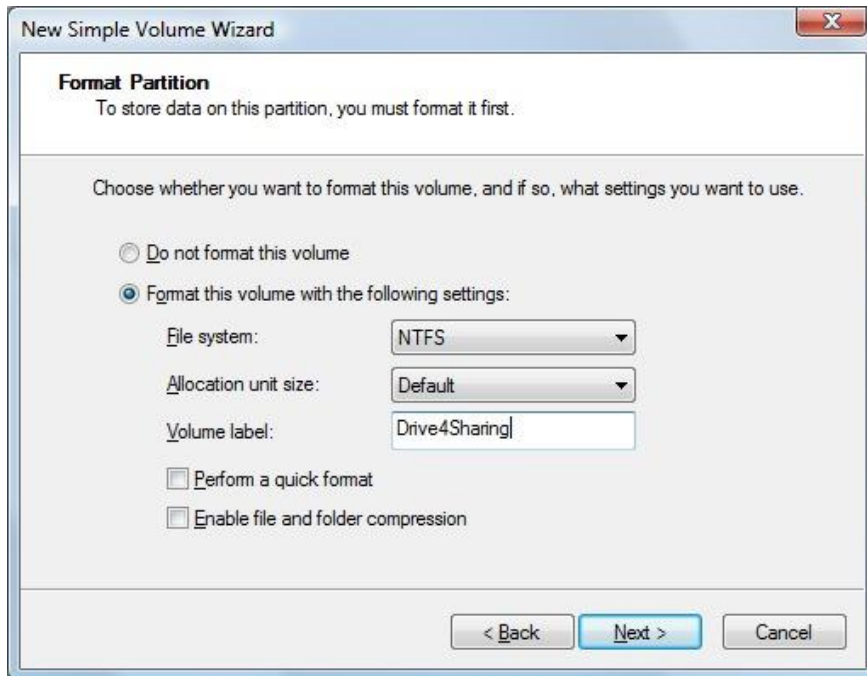 New Simple Volume Wizard
Format Partition
To store data on this partition, you must format it first.
Choose whether you want to format this volume, and if so, what settings you want to use.
Do not format this volume
Format this volume with the following settings:
File system: NTFS
Allocation unit size: Default
Volume label: Drive4Sharing
Perform a quick format
Enable file and folder compression
< Back Next > Cancel